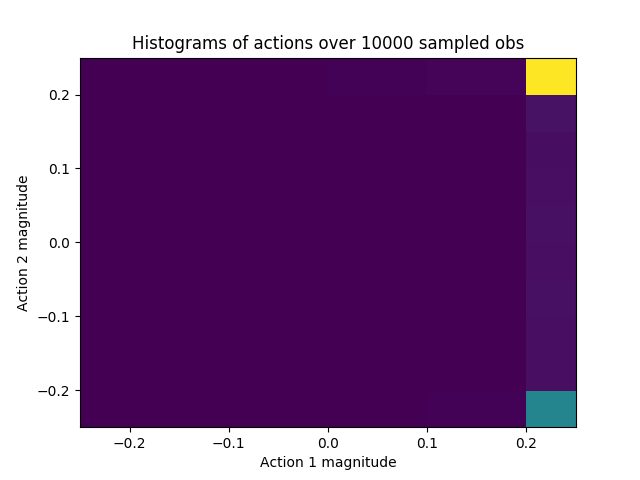 Histograms of actions over 10000 sampled obs
Action 2 magnitude
0.2
0.1
0.0
−0.1
−0.2
−0.2 −0.1 0.0 0.1 0.2
Action 1 magnitude